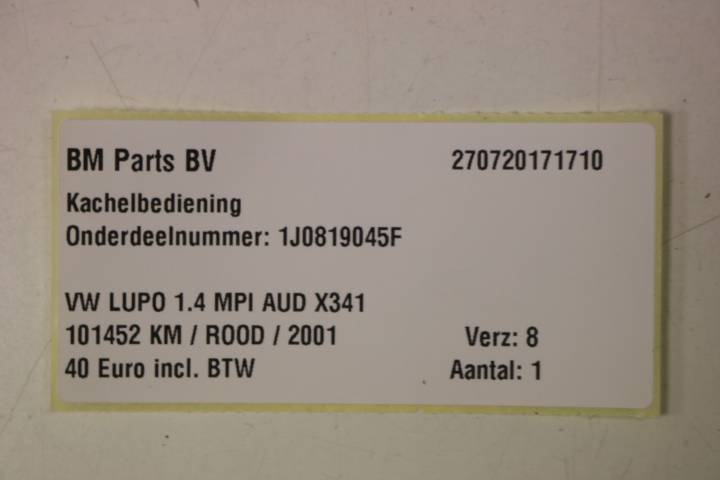 BM Parts BV 270720171710
Kachelbediening
Onderdeelnummer: 1J0819045F
VW LUPO 1.4 MPI AUD X341
101452 KM / ROOD / 2001 Verz: 8
40 Euro incl. BTW Aantal: 1